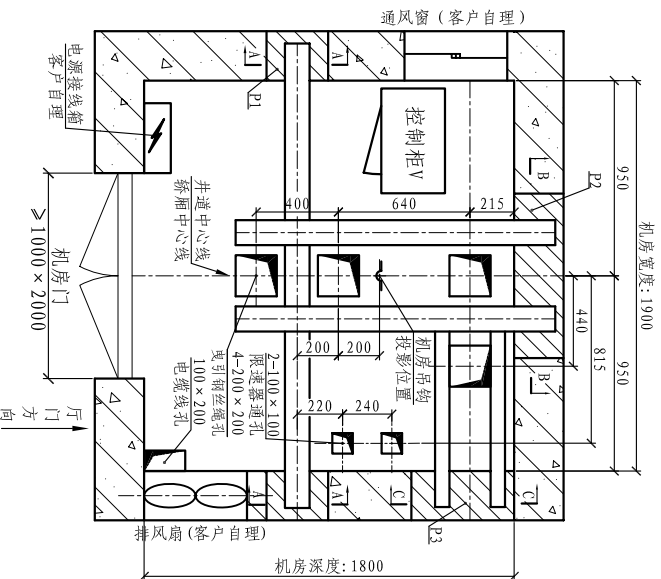 通风窗 (客户自理)
电源接线箱
客户自理
A
A
P1
控制柜V
B
P2
950
机房宽度:1900
井道中心线
轿厢中心线
400
640
215
440
815
950
机房门
≥1000×2000
200
200
机房吊钩
投影位置
220
240
2-100×100
限速器通孔
4-200×200
曳引钢丝绳孔
100×200
电缆线孔
B
厅门
方向
A
A
C
C
P3
排风扇(客户自理)
机房深度:1800